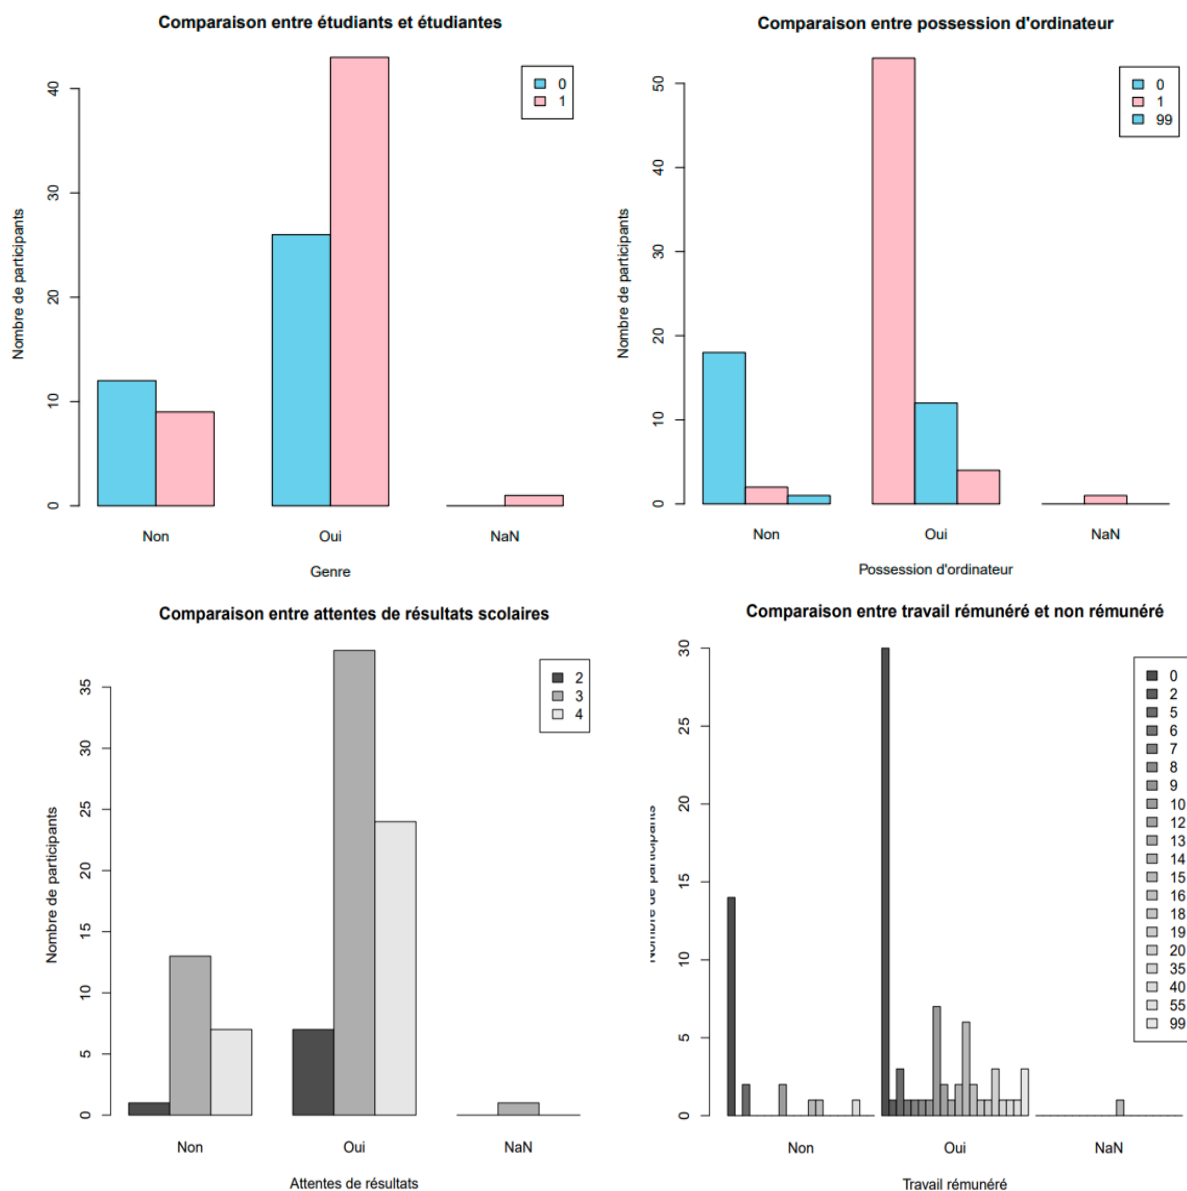 Comparaison entre étudiants et étudiantes
0
1
40
30
20
10
0
Nombre de participants
Non
Oui
NaN
Genre
Comparaison entre possession d'ordinateur
0
1
99
50
40
30
20
10
0
Nombre de participants
Non
Oui
NaN
Possession d'ordinateur
Comparaison entre attentes de résultats scolaires
2
3
4
35
30
25
20
15
10
5
0
Nombre de participants
Non
Oui
NaN
Attentes de résultats
Comparaison entre travail rémunéré et non rémunéré
0
2
5
6
7
8
9
10
12
13
14
15
16
18
19
20
35
40
55
99
30
25
20
15
10
5
0
Nombre de participants
Non
Oui
NaN
Travail rémunéré